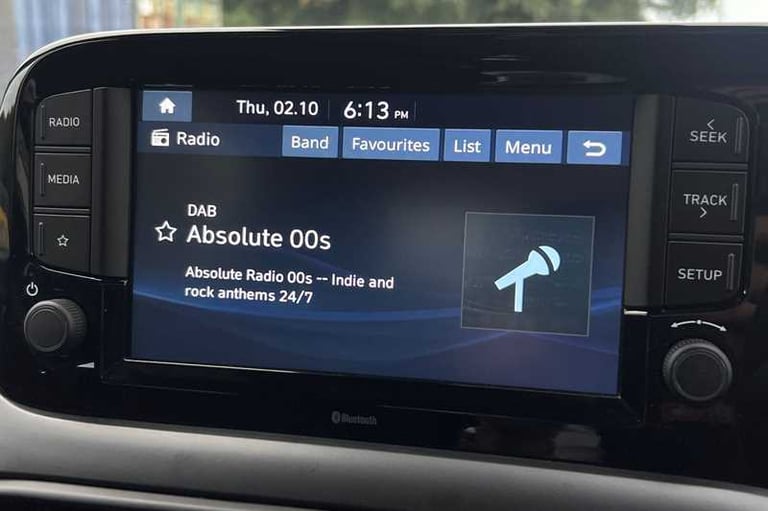 Thu, 02.10 6:13 PM
Radio Band Favourites List Menu
DAB
Absolute 00s
Absolute Radio 00s -- Indie and
rock anthems 24/7
RADIO
MEDIA
SEEK
TRACK
SETUP
Bluetooth